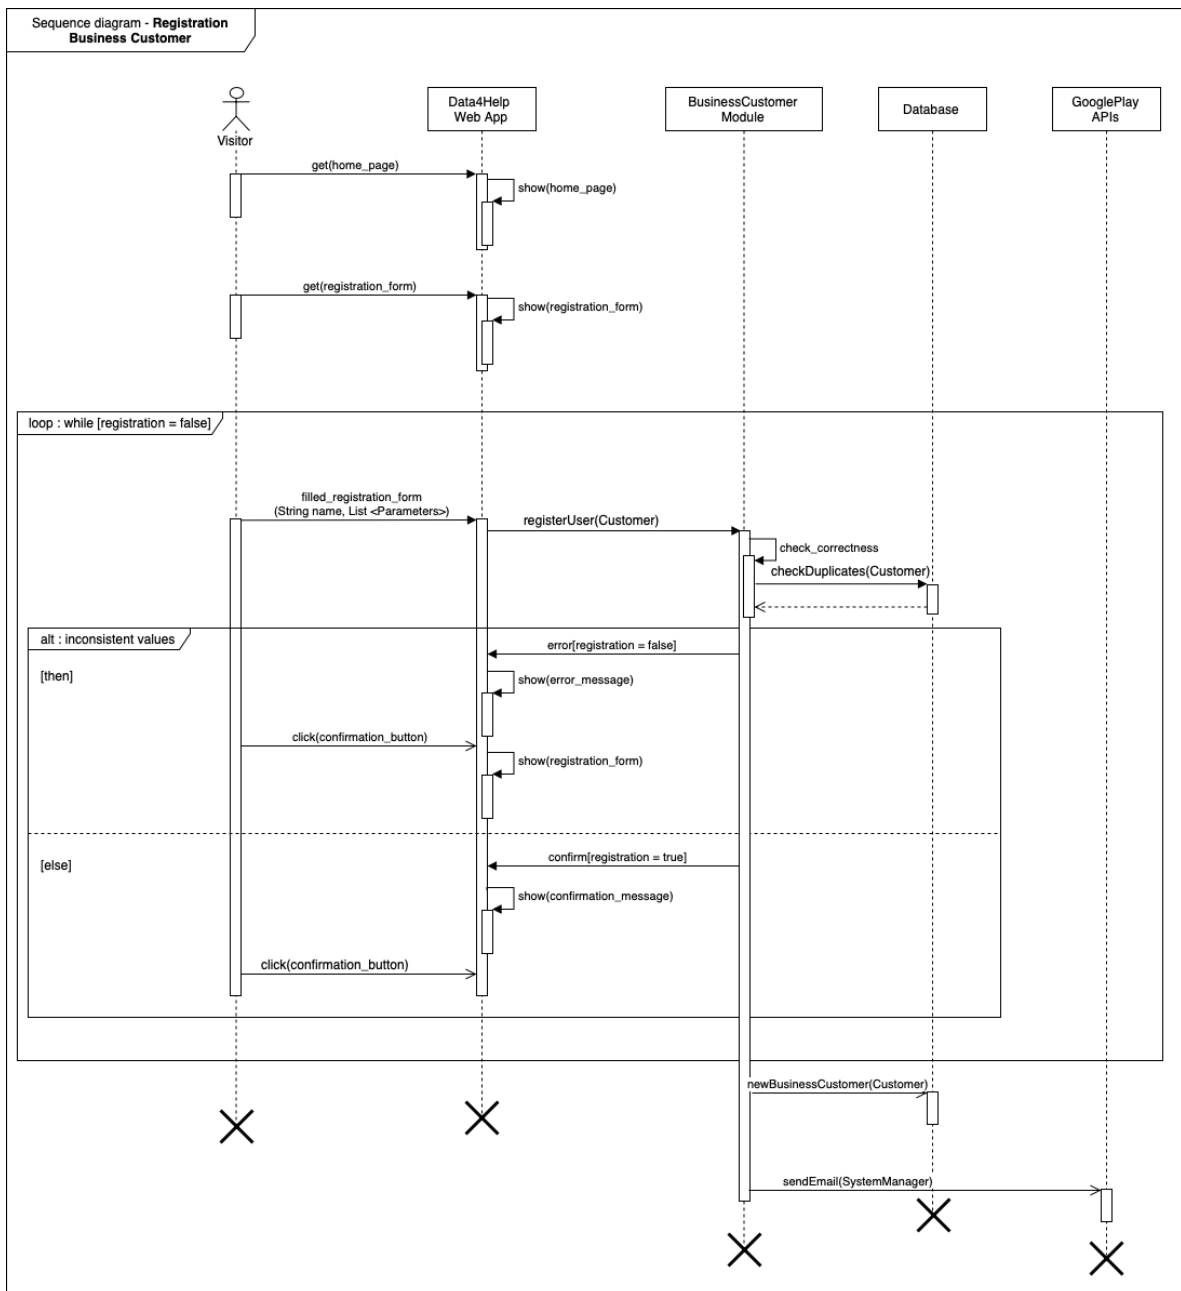 Sequence diagram - Registration
Business Customer
Visitor
Data4Help
Web App
BusinessCustomer
Module
Database
GooglePlay
APIs
get(home_page)
show(home_page)
get(registration_form)
show(registration_form)
loop : while [registration = false]
filled_registration_form
(String name, List <Parameters>)
registerUser(Customer)
check_correctness
checkDuplicates(Customer)
alt : inconsistent values
error[registration = false]
[then]
show(error_message)
click(confirmation_button)
show(registration_form)
[else]
confirm[registration = true]
show(confirmation_message)
click(confirmation_button)
newBusinessCustomer(Customer)
sendEmail(SystemManager)